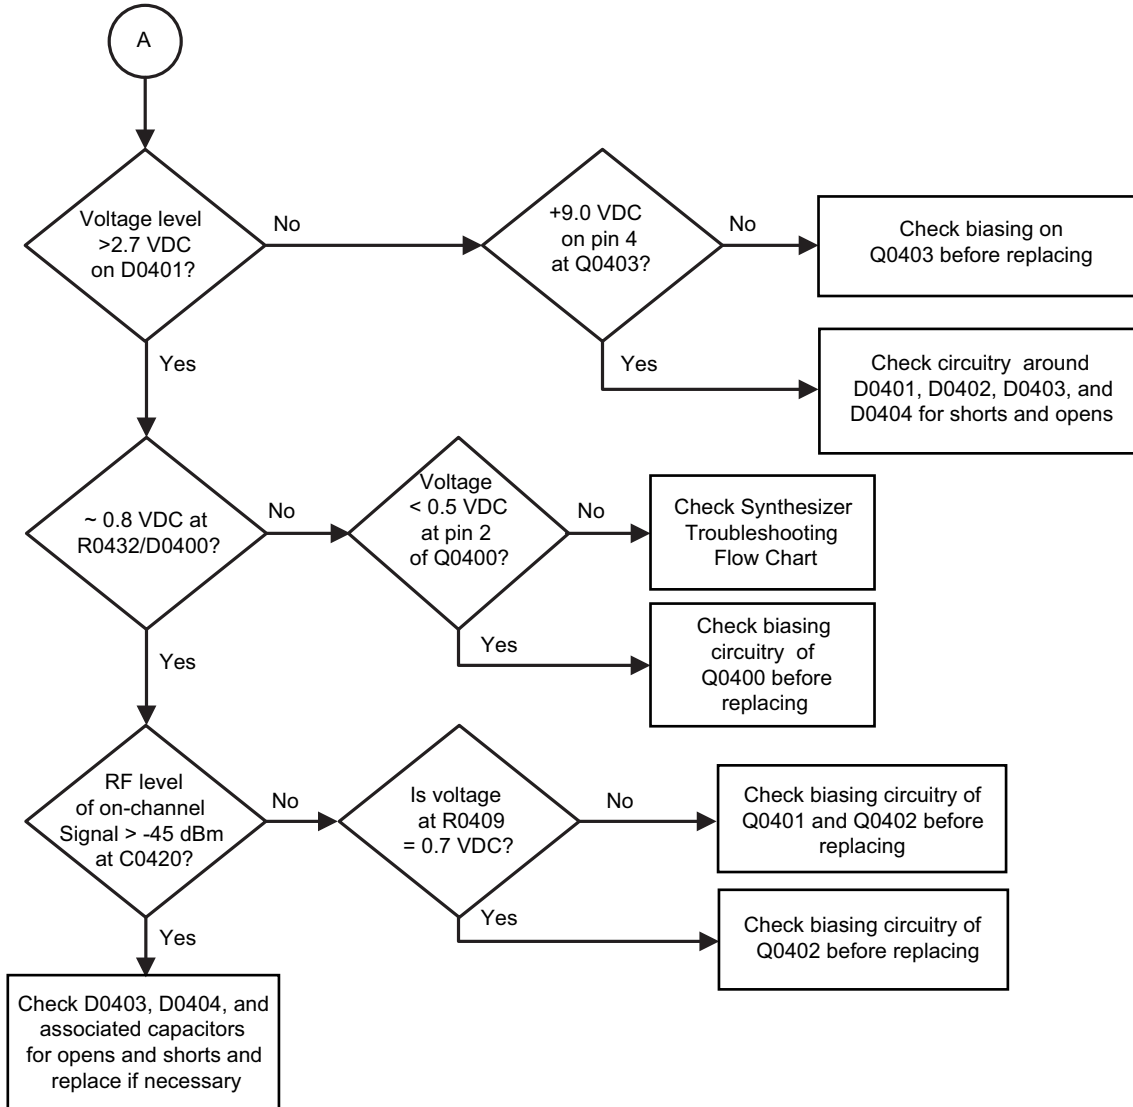 A
Voltage level
>2.7 VDC
on D0401?
No
+9.0 VDC
on pin 4
at Q0403?
No
Check biasing on
Q0403 before replacing
Yes
Yes
Check circuitry around
D0401, D0402, D0403, and
D0404 for shorts and opens
~ 0.8 VDC at
R0432/D0400?
No
Voltage
< 0.5 VDC
at pin 2
of Q0400?
No
Check Synthesizer
Troubleshooting
Flow Chart
Yes
Yes
Check biasing
circuitry of
Q0400 before
replacing
RF level
of on-channel
Signal > -45 dBm
at C0420?
No
Is voltage
at R0409
= 0.7 VDC?
No
Check biasing circuitry of
Q0401 and Q0402 before
replacing
Yes
Yes
Check biasing circuitry of
Q0402 before replacing
Check D0403, D0404, and
associated capacitors
for opens and shorts and
replace if necessary